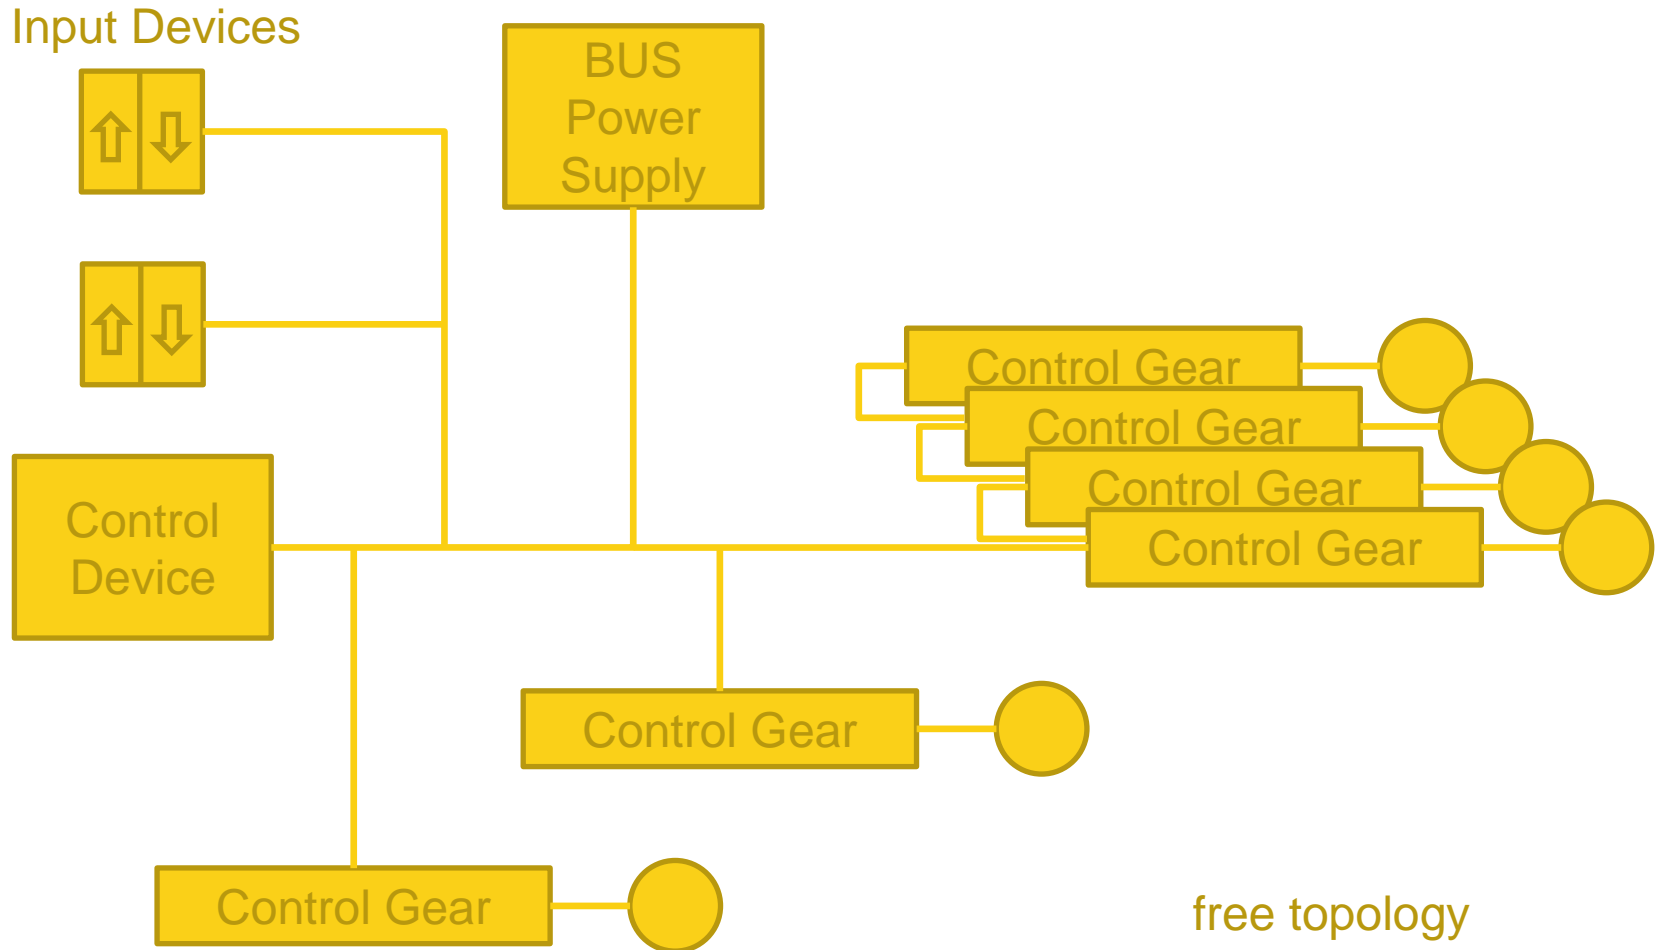 Input Devices
BUS
Power
Supply
Control Gear
Control Gear
Control Gear
Control Gear
Control
Device
Control Gear
Control Gear
free topology